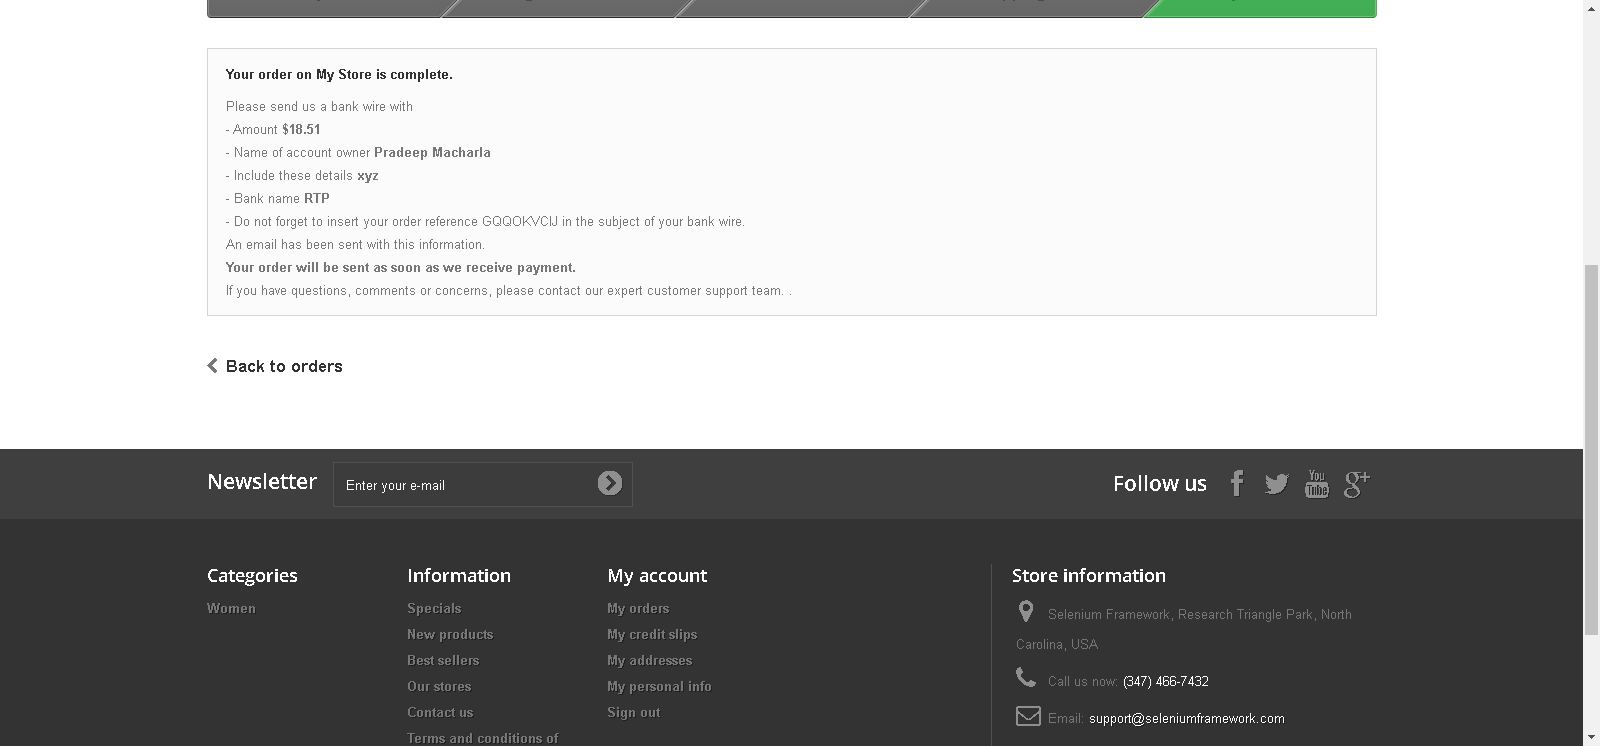 Your order on My Store is complete.
Please send us a bank wire with
- Amount $18.51
- Name of account owner Pradeep Macharla
- Include these details xyz
- Bank name RTP
- Do not forget to insert your order reference GQQOKVCIJ in the subject of your bank wire.
An email has been sent with this information.
Your order will be sent as soon as we receive payment.
If you have questions, comments or concerns, please contact our expert customer support team. .
Back to orders
Newsletter
Enter your e-mail
Follow us
You
Tube
g+
Categories
Women
Information
Specials
New products
Best sellers
Our stores
Contact us
Terms and conditions of
My account
My orders
My credit slips
My addresses
My personal info
Sign out
Store information
Selenium Framework, Research Triangle Park, North
Carolina, USA
Call us now: (347) 466-7432
Email: support@seleniumframework.com